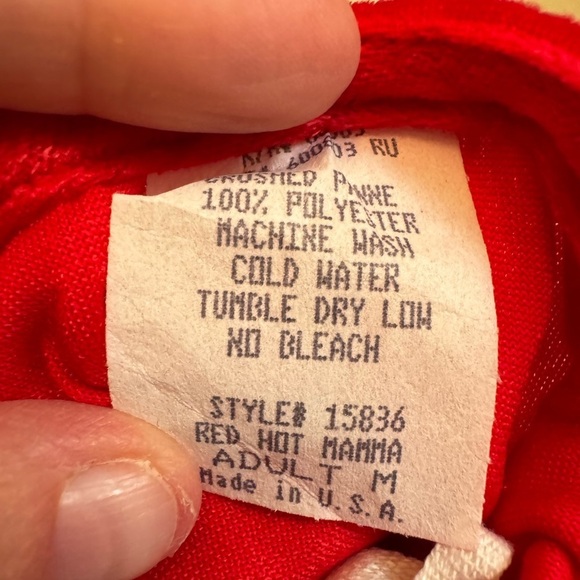 RU
CRUSHED PANNE
100% POLYESTER
MACHINE WASH
COLD WATER
TUMBLE DRY LOW
NO BLEACH
STYLE# 15836
RED HOT MAMMA
ADULT M
Made in U.S.A.